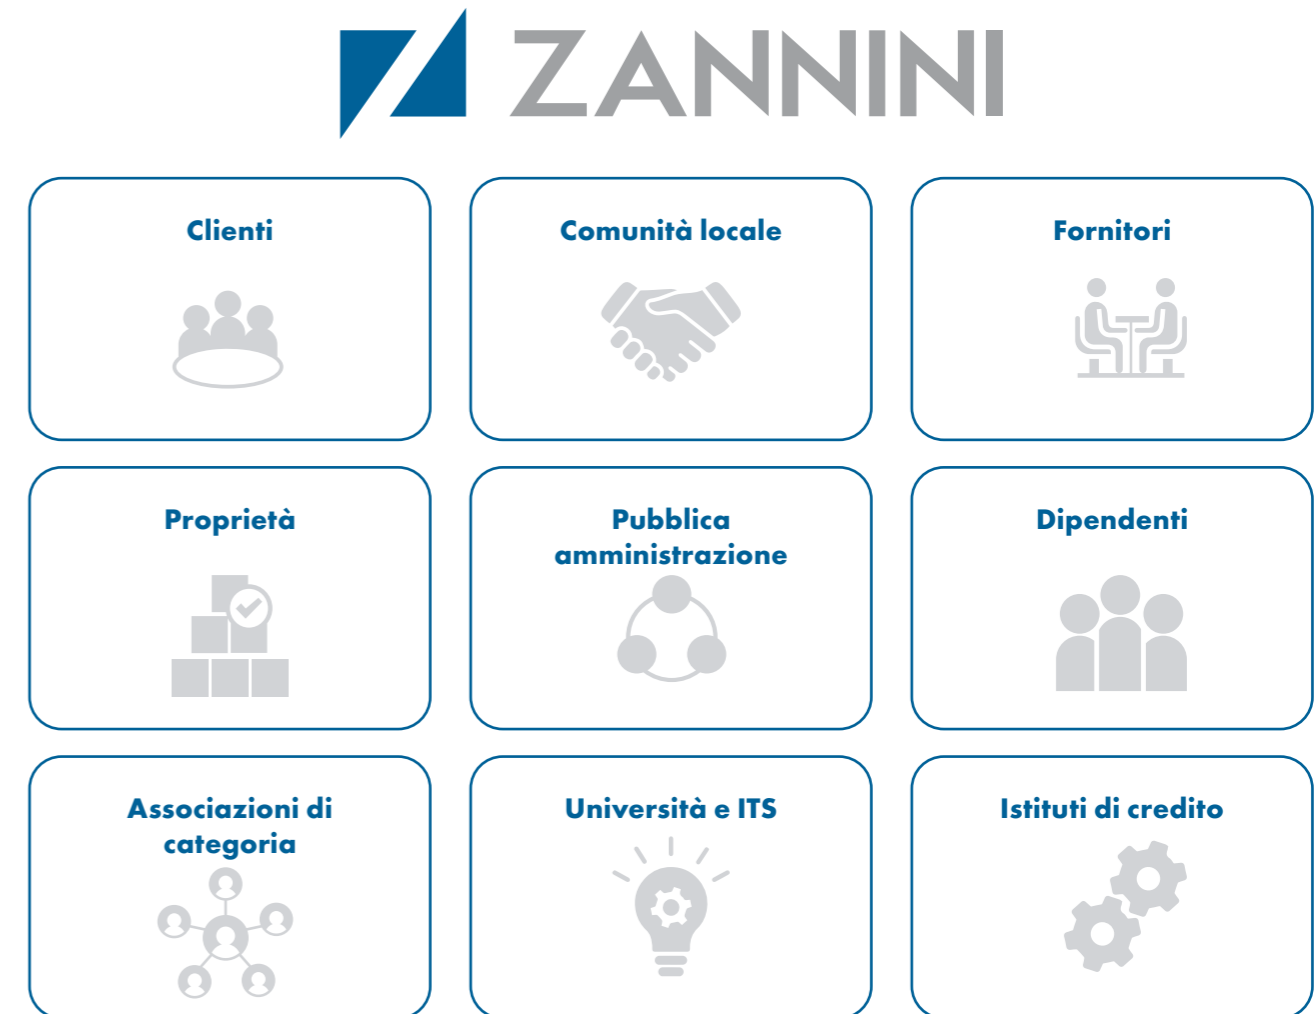 ZANNINI
Clienti
Comunità locale
Fornitori
Proprietà
Pubblica
amministrazione
Dipendenti
Associazioni di
categoria
Università e ITS
Istituti di credito